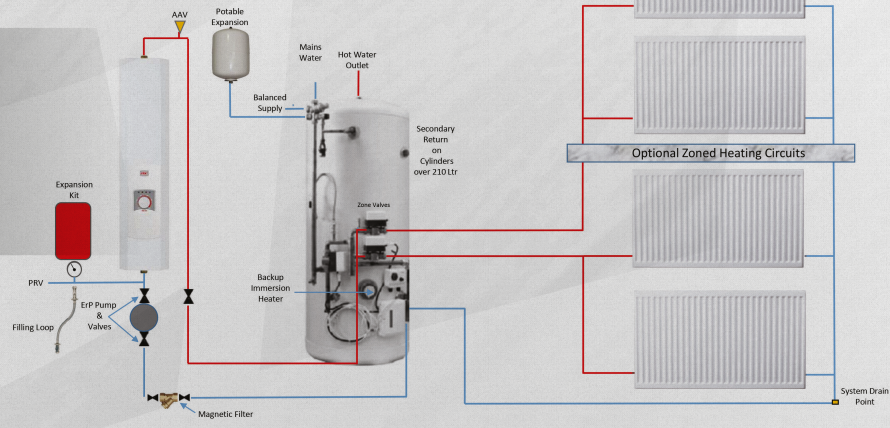 AAV
Potable
Expansion
Mains
Water
Hot Water
Outlet
Balanced
Supply
Secondary
Return
on
Cylinders
over 210 Ltr
Optional Zoned Heating Circuits
Expansion
Kit
Zone Valves
PRV
Backup
Immersion
Heater
ErP Pump
&
Valves
Filling Loop
Magnetic Filter
System Drain
Point